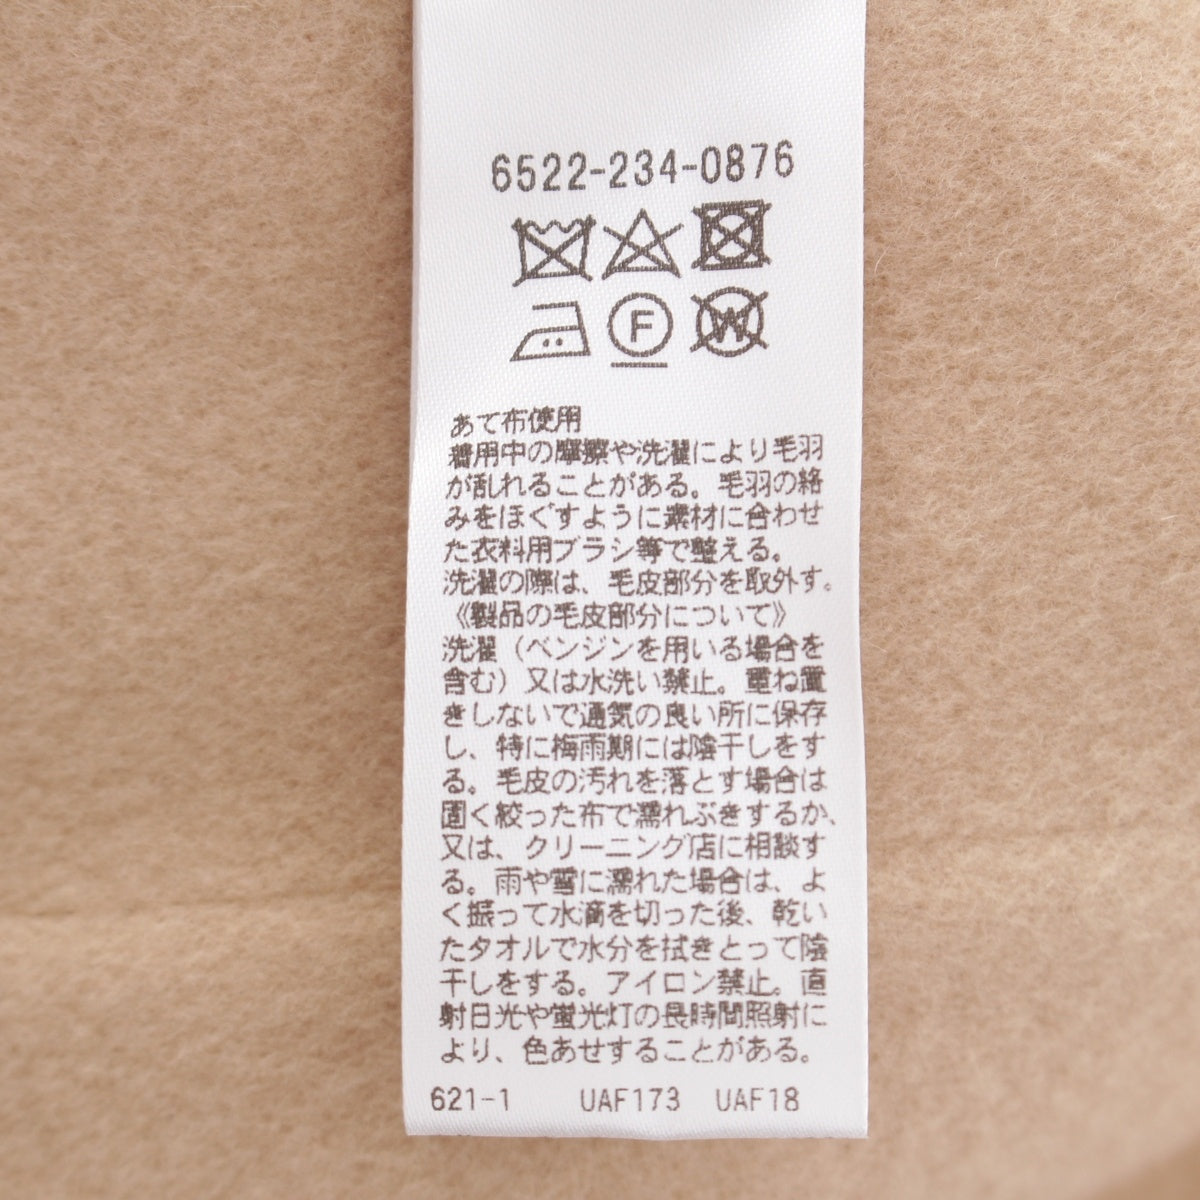 6522-234-0876
F
W
あて布使用
着用中の摩擦や洗濯により毛羽
が乱れることがある。毛羽の絡
みをほぐすように素材に合わせ
た衣料用ブラシ等で整える。
洗濯の際は、毛皮部分を取外す。
《製品の毛皮部分について》
洗濯（ベンジンを用いる場合を
含む）又は水洗い禁止。重ね置
きしないで通気の良い所に保存
し、特に梅雨期には陰干しをす
る。毛皮の汚れを落とす場合は
固く絞った布で濡れぶきするか、
又は、クリーニング店に相談す
る。雨や雪に濡れた場合は、よ
く振って水滴を切った後、乾い
たタオルで水分を拭きとって陰
干しをする。アイロン禁止。直
射日光や蛍光灯の長時間照射に
より、色あせすることがある。
621-1 UAF173 UAF18